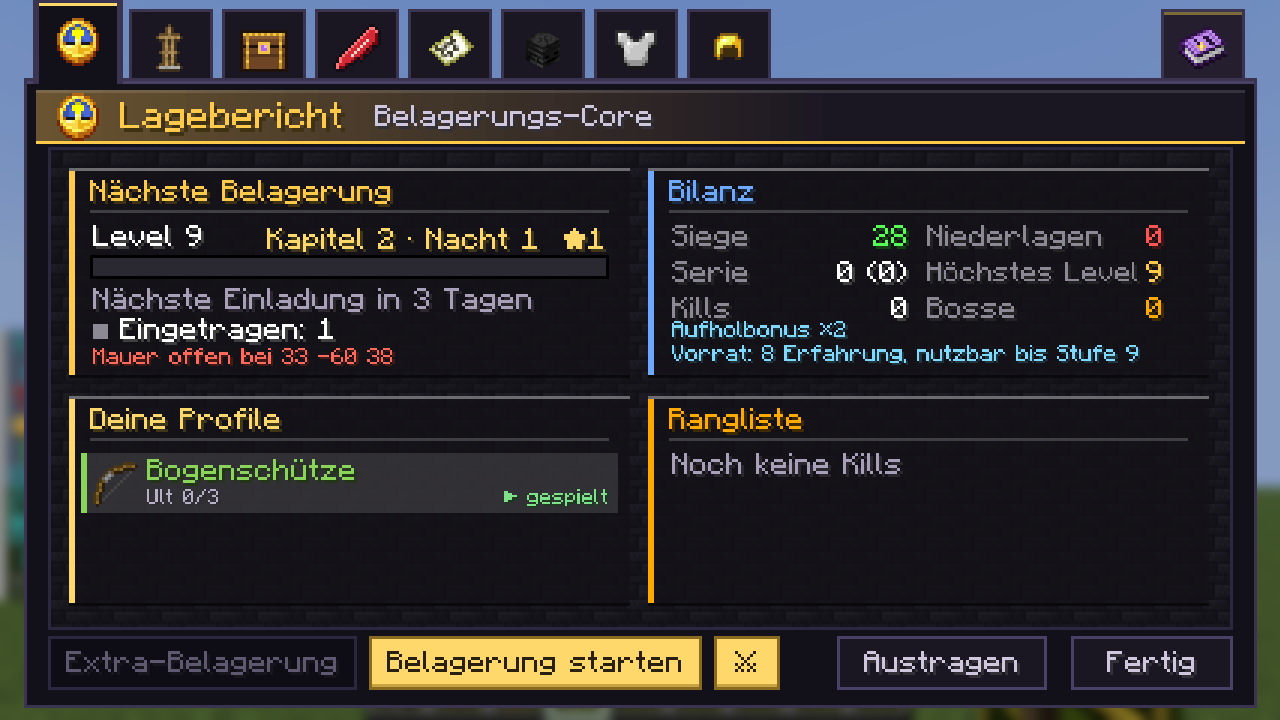 Lagebericht Belagerungs-Core
Nächste Belagerung
Level 9 Kapitel 2 · Nacht 1 ★1
Nächste Einladung in 3 Tagen
Eingetragen: 1
Mauer offen bei 33 -60 38
Bilanz
Siege 28 Niederlagen 0
Serie 0 (0) Höchstes Level 9
Kills 0 Bosse 0
Aufholbonus x2
Vorrat: 8 Erfahrung, nutzbar bis Stufe 9
Deine Profile
Bogenschütze
Ult 0/3 ► gespielt
Rangliste
Noch keine Kills
Extra-Belagerung Belagerung starten Austragen Fertig